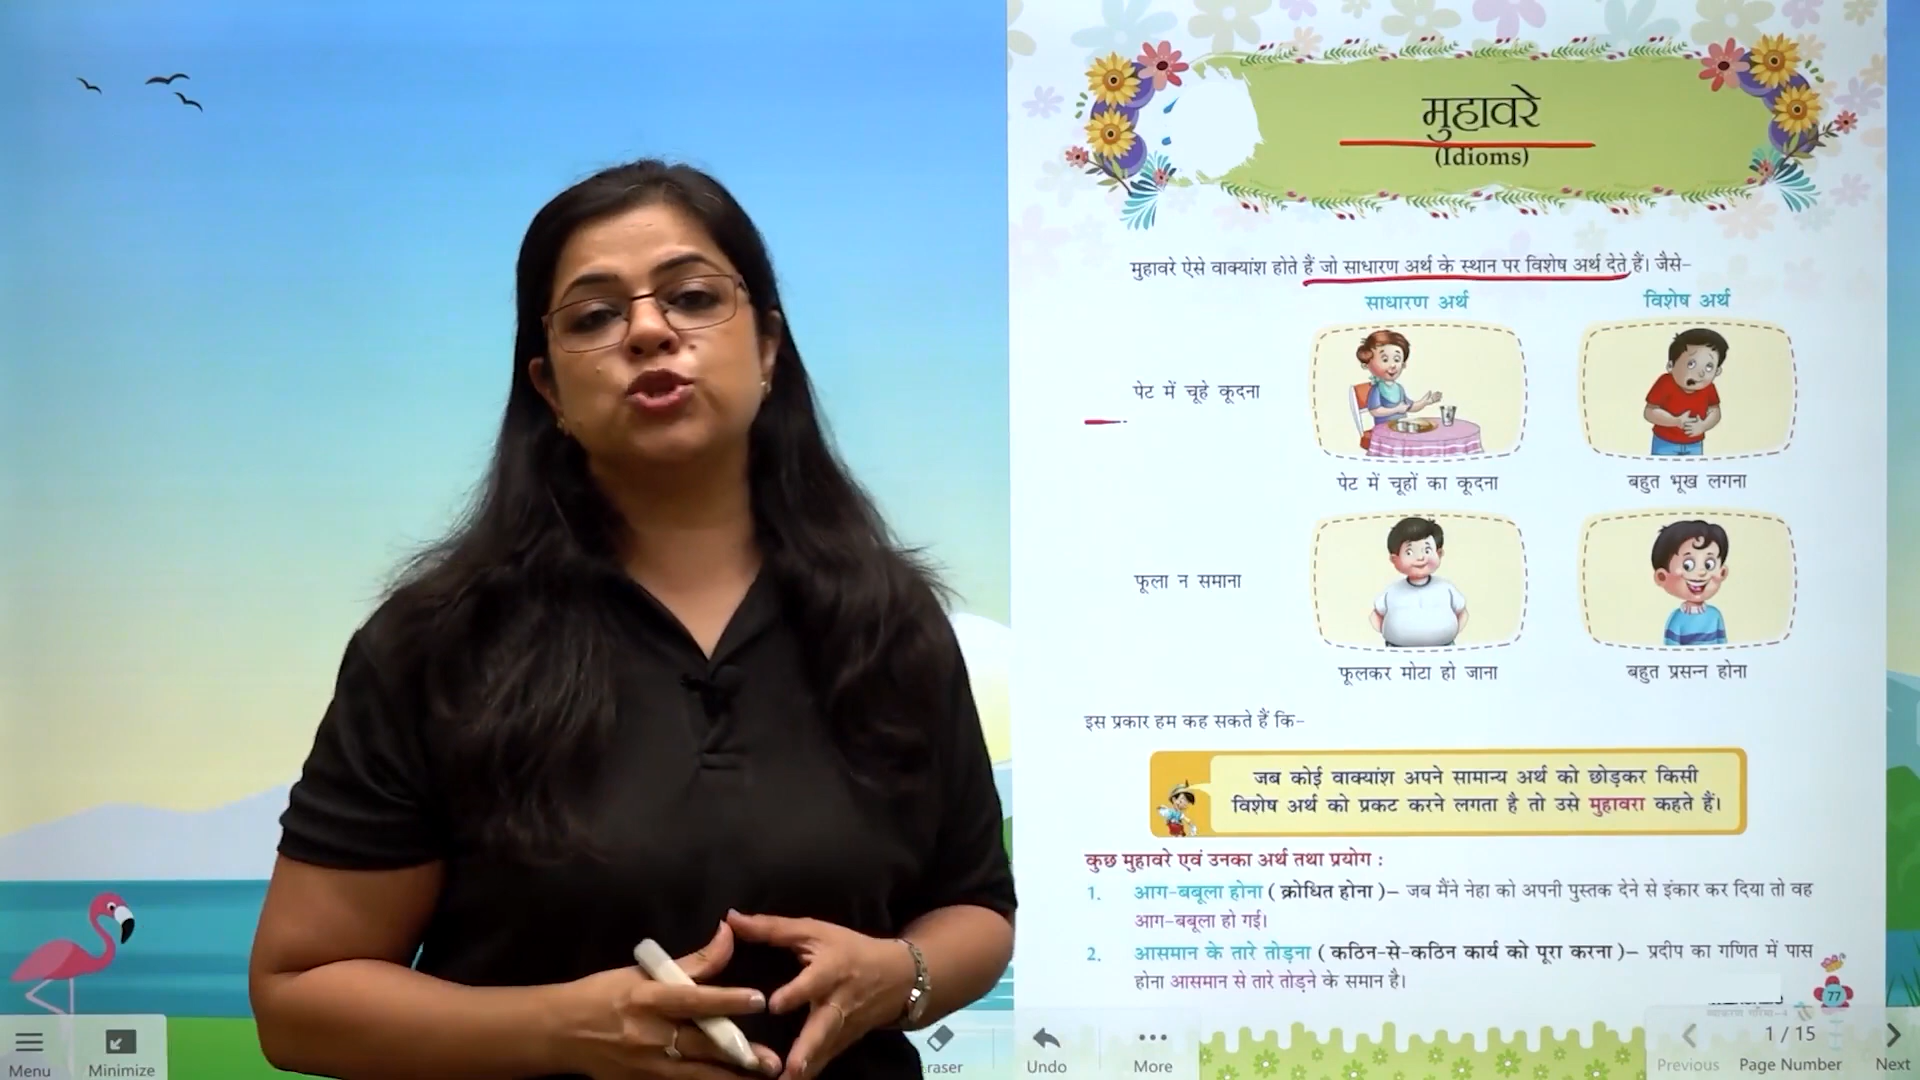 मुहावरे
(Idioms)
मुहावरे ऐसे वाक्यांश होते हैं जो साधारण अर्थ के स्थान पर विशेष अर्थ देते हैं। जैसे-
साधारण अर्थ
विशेष अर्थ
पेट में चूहे कूदना
पेट में चूहों का कूदना
बहुत भूख लगना
फूला न समाना
फूलकर मोटा हो जाना
बहुत प्रसन्न होना
इस प्रकार हम कह सकते हैं कि-
जब कोई वाक्यांश अपने सामान्य अर्थ को छोड़कर किसी
विशेष अर्थ को प्रकट करने लगता है तो उसे मुहावरा कहते हैं।
कुछ मुहावरे एवं उनका अर्थ तथा प्रयोग :
1. आग-बबूला होना ( क्रोधित होना )– जब मैंने नेहा को अपनी पुस्तक देने से इंकार कर दिया तो वह
आग-बबूला हो गई।
2. आसमान के तारे तोड़ना ( कठिन-से-कठिन कार्य को पूरा करना )– प्रदीप का गणित में पास
होना आसमान से तारे तोड़ने के समान है।
77
1 / 15
Menu
Minimize
raser
Undo
More
Previous
Page Number
Next